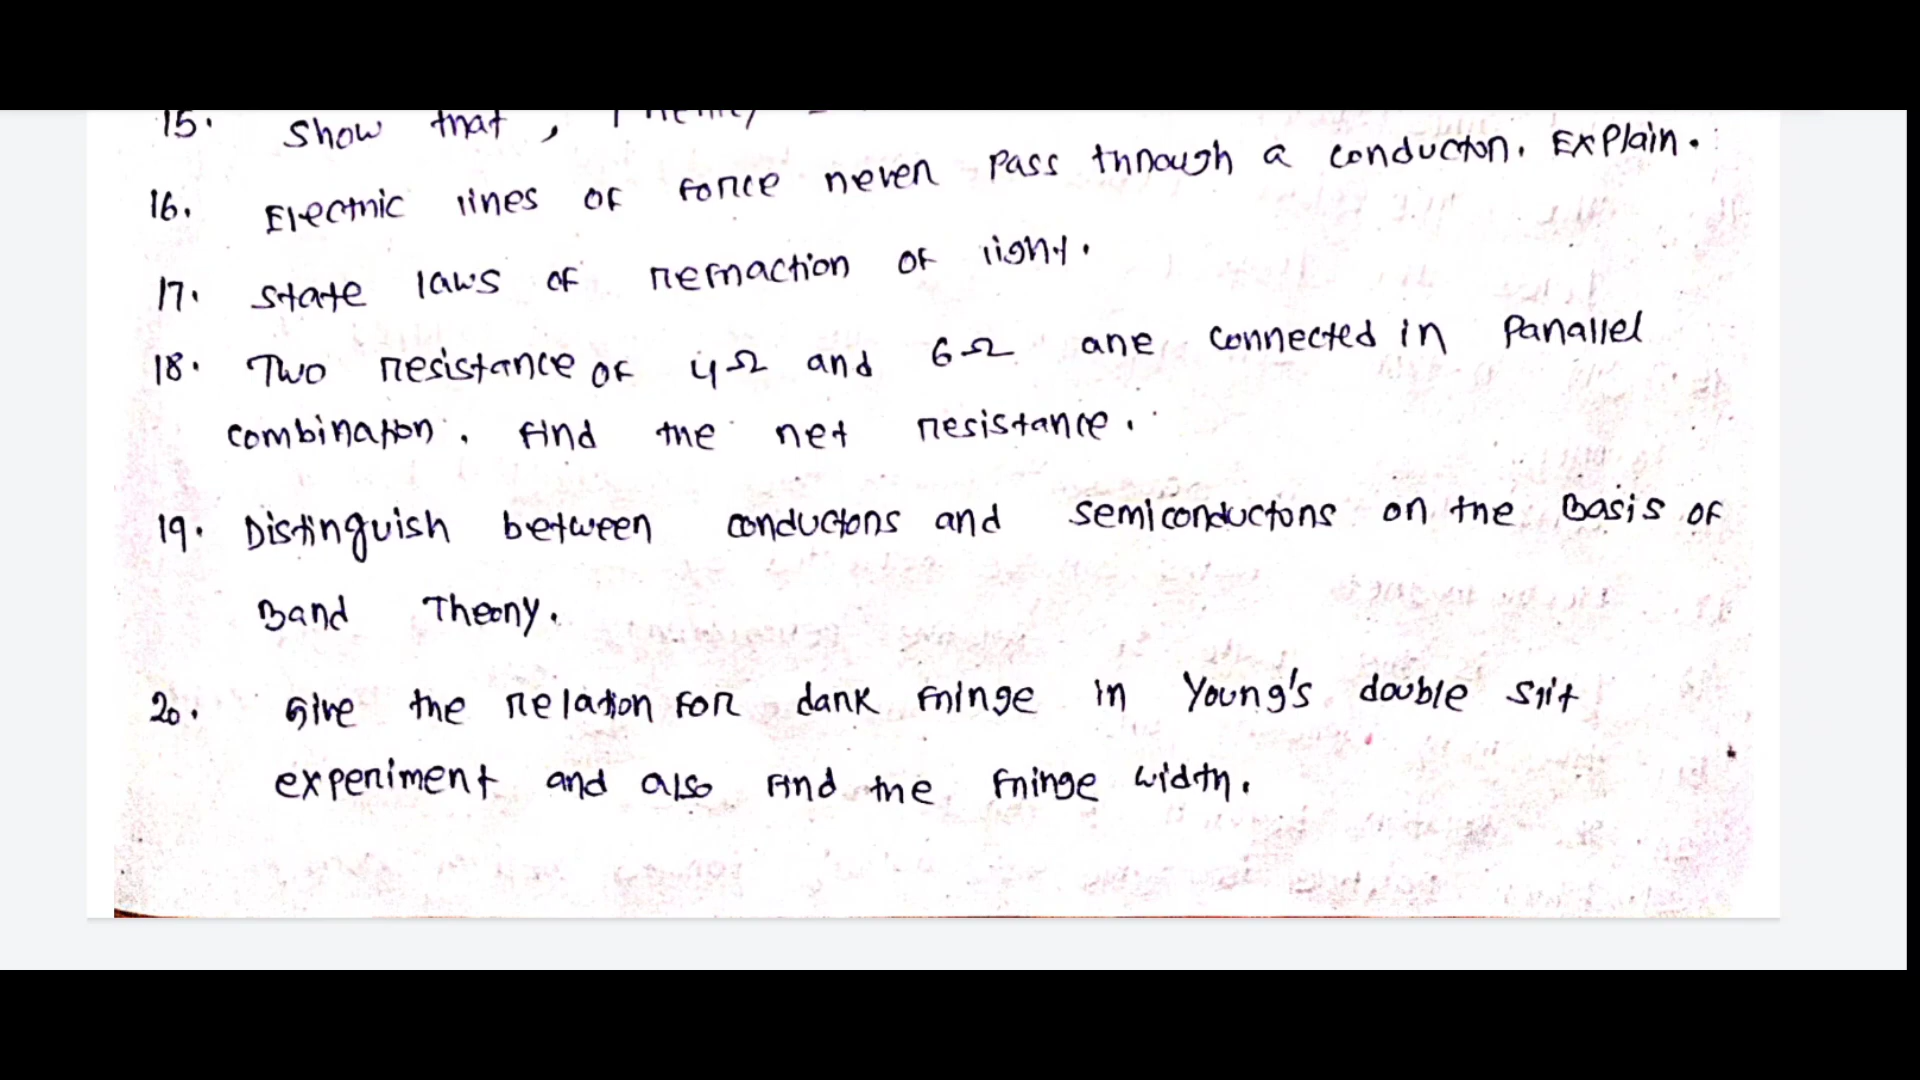 15. Show that,
16. Electric lines of force never pass through a conductor. Explain.
17. State laws of refraction of light.
18. Two resistance of 4Ω and 6Ω are connected in Parallel
combination. Find the net resistance.
19. Distinguish between conductors and semiconductors on the Basis of
Band Theory.
20. Give the relation for dark fringe in Young's double slit
experiment and also find the fringe width.